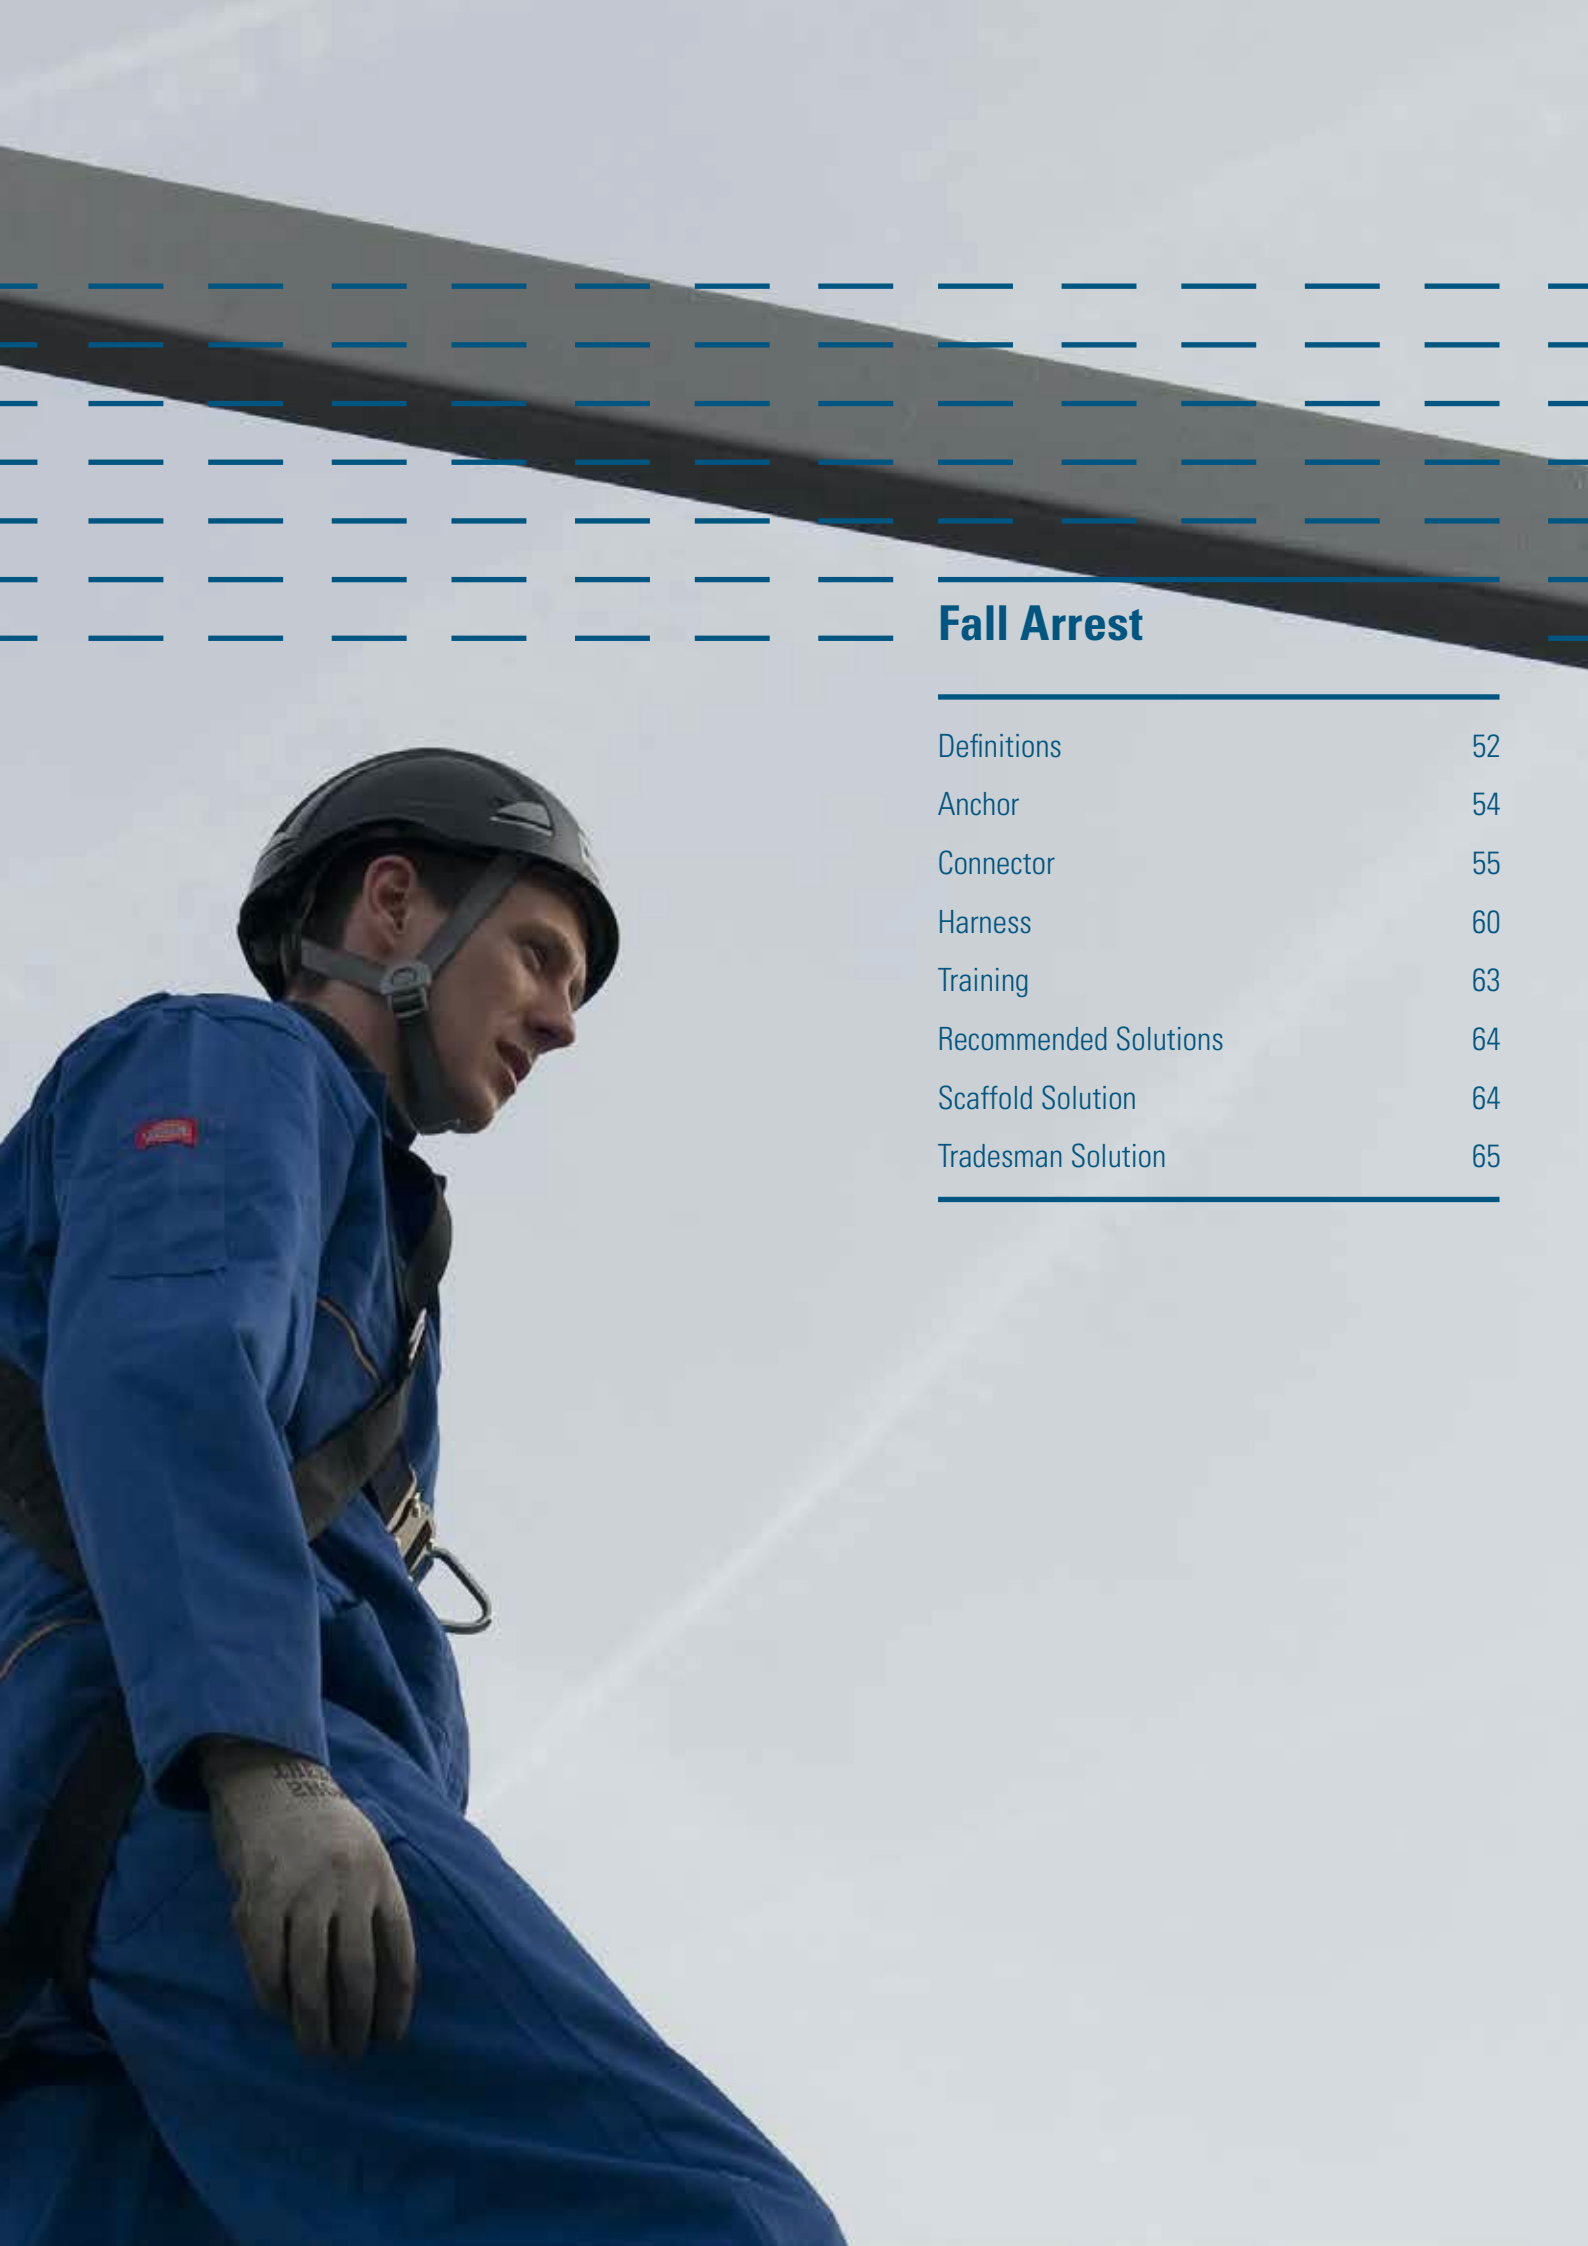 Fall Arrest
Definitions 52
Anchor 54
Connector 55
Harness 60
Training 63
Recommended Solutions 64
Scaffold Solution 64
Tradesman Solution 65